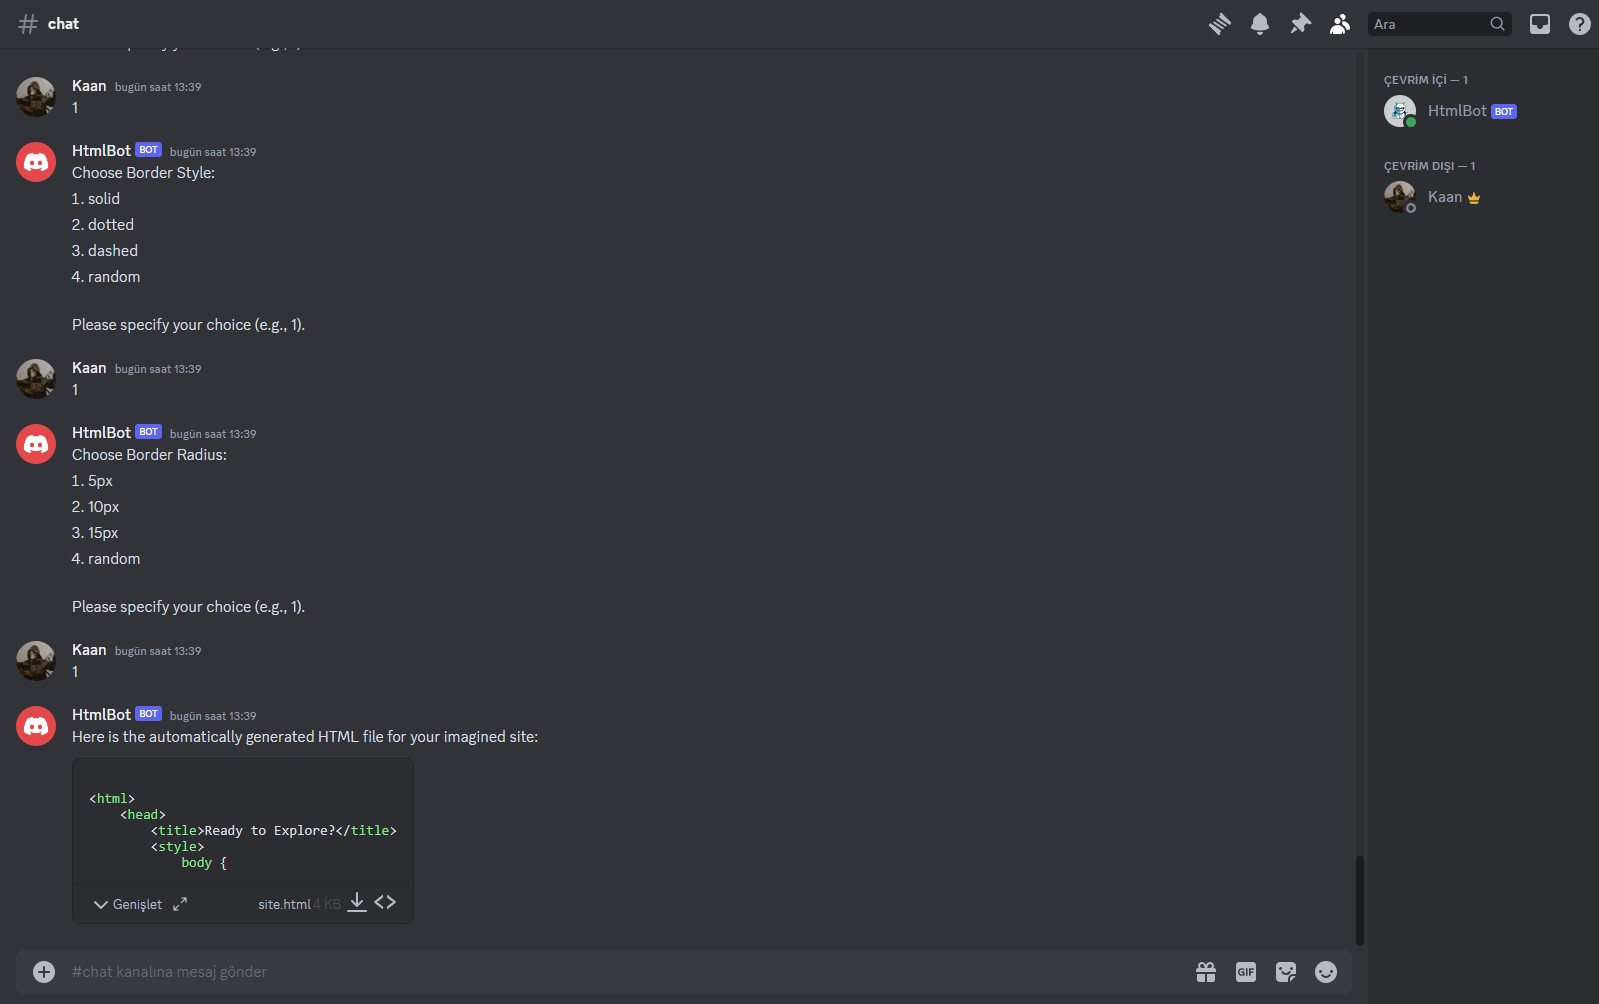 chat
Ara
Kaan bugün saat 13:39
1
HtmlBot BOT bugün saat 13:39
Choose Border Style:
1. solid
2. dotted
3. dashed
4. random
Please specify your choice (e.g., 1).
Kaan bugün saat 13:39
1
HtmlBot BOT bugün saat 13:39
Choose Border Radius:
1. 5px
2. 10px
3. 15px
4. random
Please specify your choice (e.g., 1).
Kaan bugün saat 13:39
1
HtmlBot BOT bugün saat 13:39
Here is the automatically generated HTML file for your imagined site:
<html>
<head>
<title>Ready to Explore?</title>
<style>
body {
Genişlet site.html 4 KB
#chat kanalına mesaj gönder
GIF
ÇEVRİM İÇİ — 1
HtmlBot BOT
ÇEVRİM DIŞI — 1
Kaan